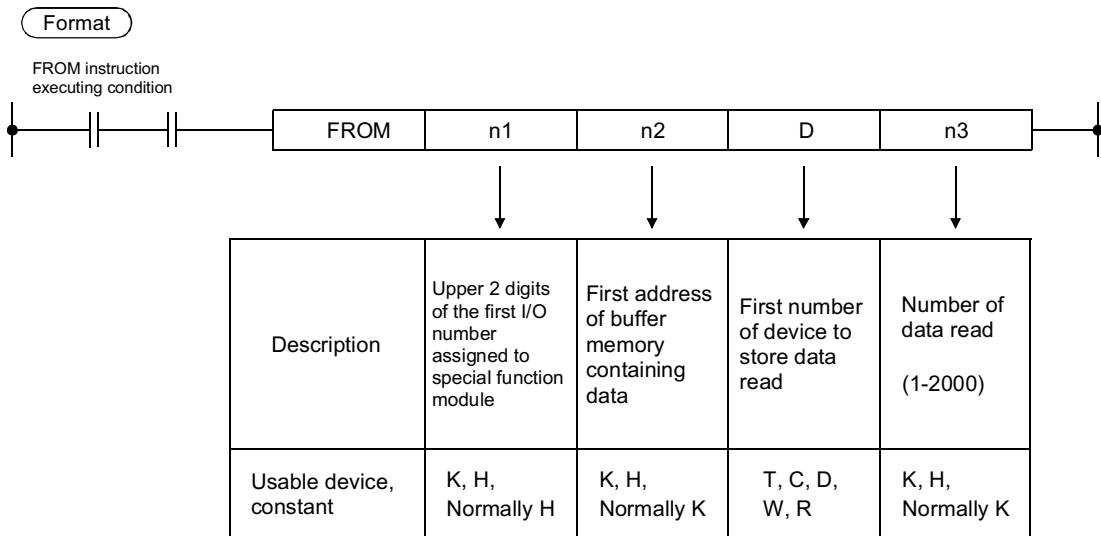 Format
FROM instruction
executing condition
FROM n1 n2 D n3
Description
Upper 2 digits
of the first I/O
number
assigned to
special function
module
First address
of buffer
memory
containing
data
First number
of device to
store data
read
Number of
data read
(1-2000)
Usable device,
constant
K, H,
Normally H
K, H,
Normally K
T, C, D,
W, R
K, H,
Normally K